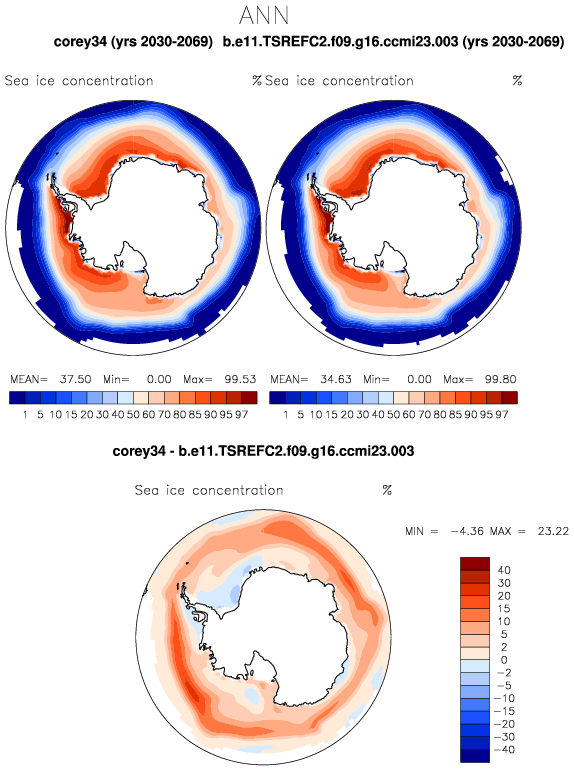 ANN
corey34 (yrs 2030-2069) b.e11.TSREFC2.f09.g16.ccmi23.003 (yrs 2030-2069)
Sea ice concentration % Sea ice concentration %
MEAN= 37.50 Min= 0.00 Max= 99.53 MEAN= 34.63 Min= 0.00 Max= 99.80
1 5 10 15 20 30 40 50 60 70 80 85 90 95 97 1 5 10 15 20 30 40 50 60 70 80 85 90 95 97
corey34 - b.e11.TSREFC2.f09.g16.ccmi23.003
Sea ice concentration %
MIN = -4.36 MAX = 23.22
40
30
20
15
10
5
2
0
-2
-5
-10
-15
-20
-30
-40